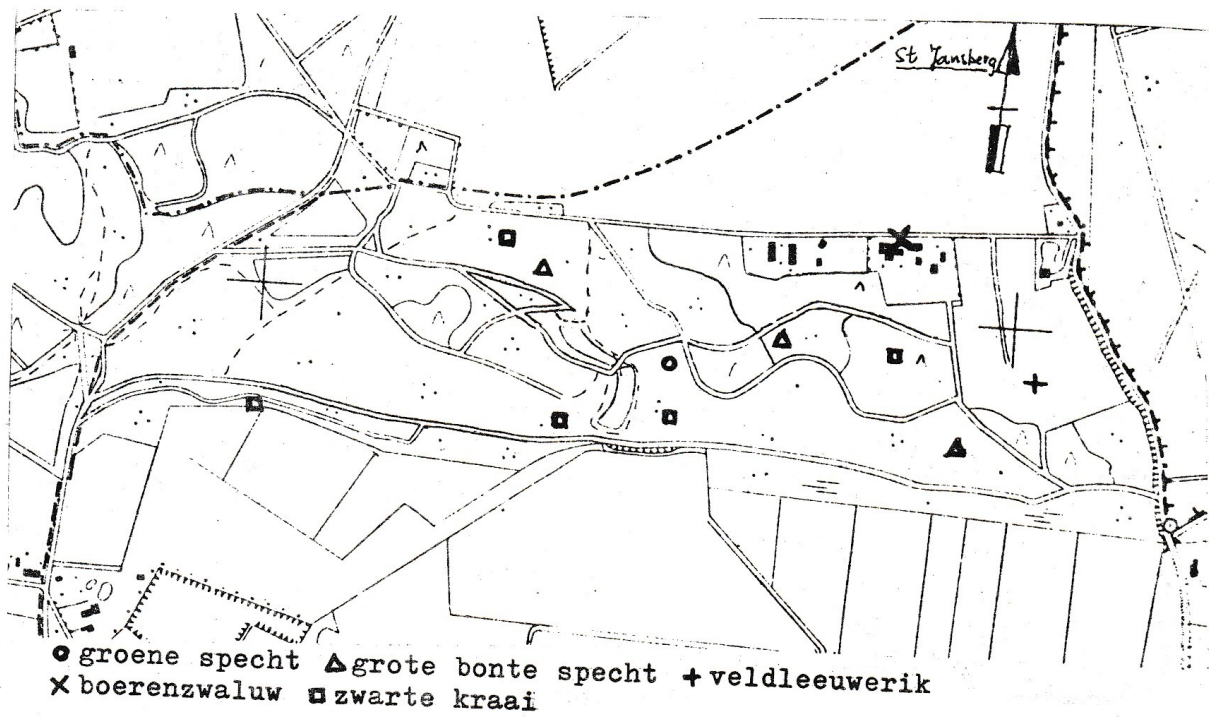 St Jansberg
groene specht grote bonte specht veldleeuwerik
boerenzwaluw zwarte kraai